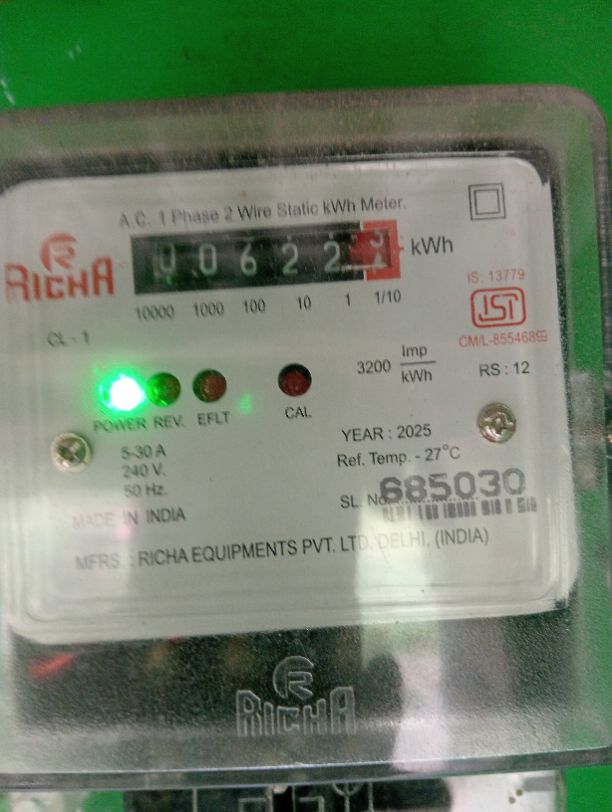 A.C. 1 Phase 2 Wire Static kWh Meter.
R
RICHA
0 0 6 2 2
kWh
10000 1000 100 10 1 1/10
IS: 13779
ISI
CM/L-855468
CL - 1
3200 Imp/kWh
RS : 12
POWER REV. EFLT CAL
5-30 A
240 V.
50 Hz.
YEAR : 2025
Ref. Temp. - 27°C
SL. No. 685030
MADE IN INDIA
MFRS. : RICHA EQUIPMENTS PVT. LTD. DELHI, (INDIA)
R
RICHA